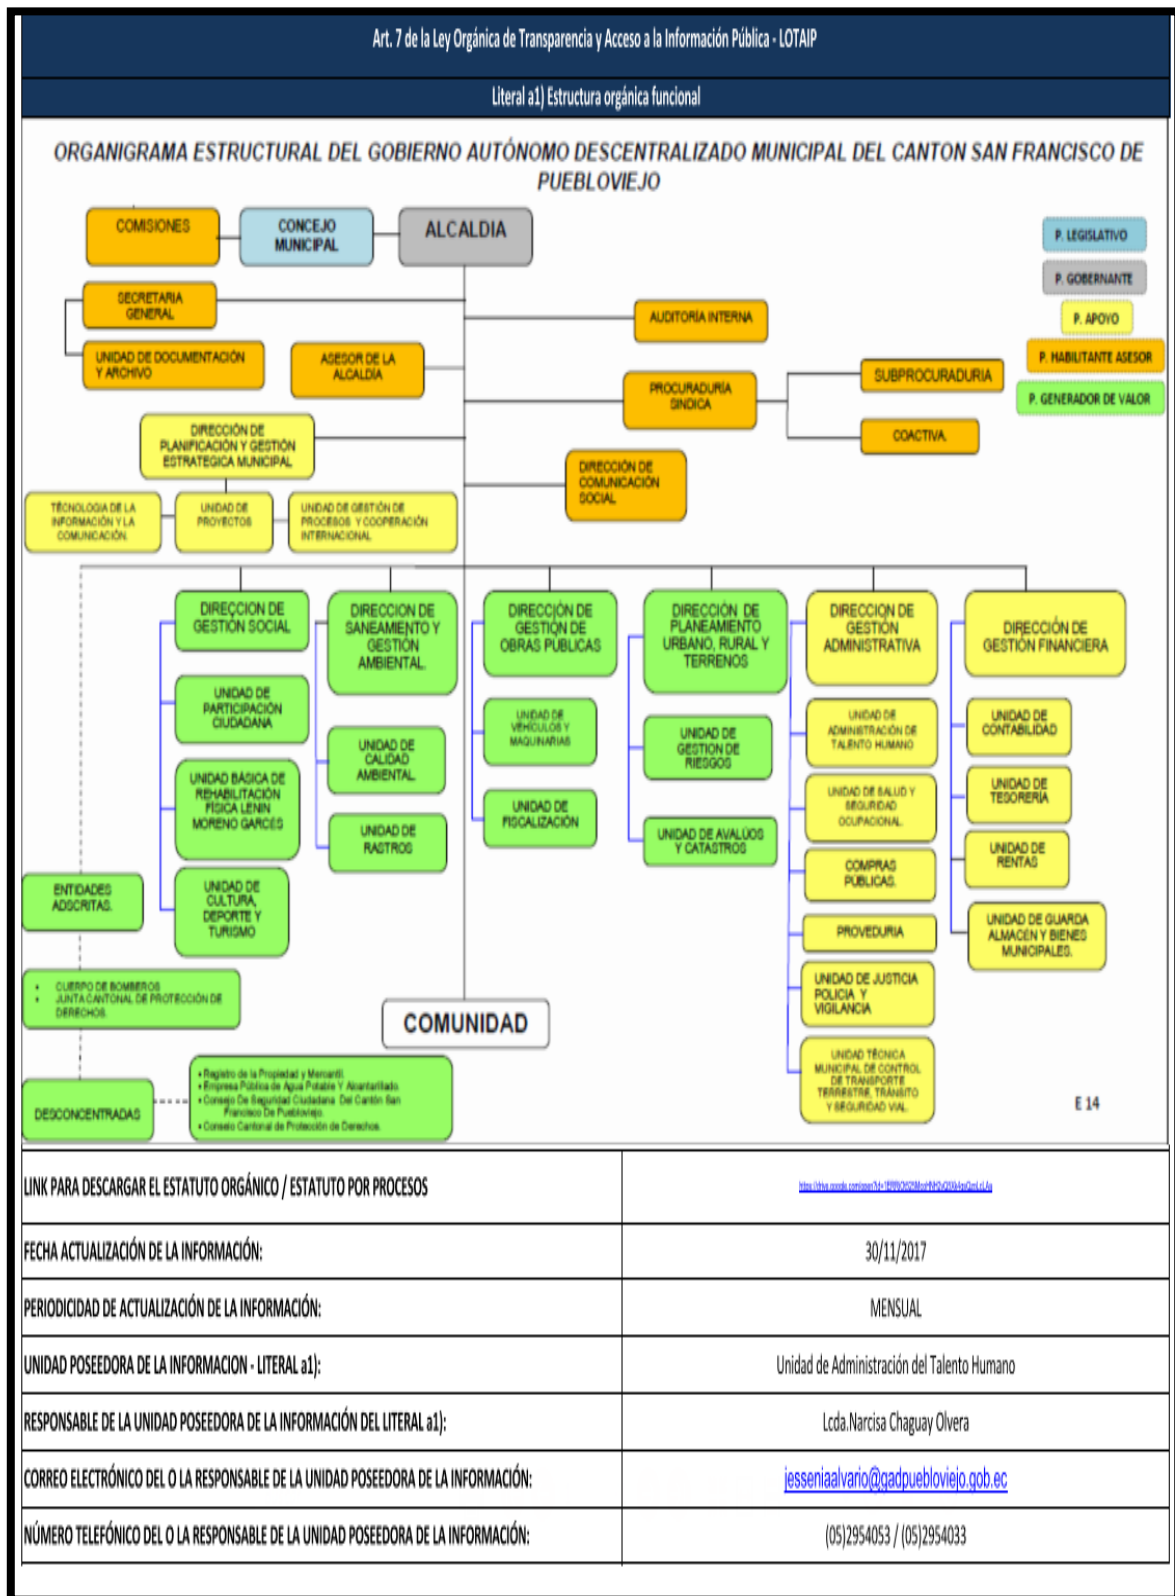 Art. 7 de la Ley Orgánica de Transparencia y Acceso a la Información Pública - LOTAIP
Literal a1) Estructura orgánica funcional
ORGANIGRAMA ESTRUCTURAL DEL GOBIERNO AUTÓNOMO DESCENTRALIZADO MUNICIPAL DEL CANTON SAN FRANCISCO DE
PUEBLOVIEJO
COMISIONES
CONCEJO
MUNICIPAL
ALCALDIA
P. LEGISLATIVO
P. GOBERNANTE
P. APOYO
P. HABILITANTE ASESOR
P. GENERADOR DE VALOR
SECRETARIA
GENERAL
UNIDAD DE DOCUMENTACIÓN
Y ARCHIVO
ASESOR DE LA
ALCALDÍA
AUDITORÍA INTERNA
PROCURADURÍA
SINDICA
SUBPROCURADURIA
COACTIVA.
DIRECCIÓN DE
PLANIFICACIÓN Y GESTIÓN
ESTRATEGICA MUNICIPAL
DIRECCIÓN DE
COMUNICACIÓN
SOCIAL
TÉCNOLOGIA DE LA
INFORMACIÓN Y LA
COMUNICACIÓN.
UNIDAD DE
PROYECTOS
UNIDAD DE GESTIÓN DE
PROCESOS Y COOPERACIÓN
INTERNACIONAL
DIRECCION DE
GESTIÓN SOCIAL
UNIDAD DE
PARTICIPACIÓN
CIUDADANA
UNIDAD BÁSICA DE
REHABILITACIÓN
FÍSICA LENIN
MORENO GARCÉS
UNIDAD DE
CULTURA,
DEPORTE Y
TURISMO
DIRECCION DE
SANEAMIENTO Y
GESTIÓN
AMBIENTAL.
UNIDAD DE
CALIDAD
AMBIENTAL.
UNIDAD DE
RASTROS
DIRECCIÓN DE
GESTIÓN DE
OBRAS PÚBLICAS
UNIDAD DE
VEHÍCULOS Y
MAQUINARIAS
UNIDAD DE
FISCALIZACIÓN
DIRECCIÓN DE
PLANEAMIENTO
URBANO, RURAL Y
TERRENOS
UNIDAD DE
GESTION DE
RIESGOS
UNIDAD DE AVALÚOS
Y CATASTROS
DIRECCION DE
GESTIÓN
ADMINISTRATIVA
UNIDAD DE
ADMINISTRACIÓN DE
TALENTO HUMANO
UNIDAD DE SALUD Y
SEGURIDAD
OCUPACIONAL.
COMPRAS
PÚBLICAS.
PROVEDURIA
UNIDAD DE JUSTICIA
POLICIA Y
VIGILANCIA
UNIDAD TÉCNICA
MUNICIPAL DE CONTROL
DE TRANSPORTE
TERRESTRE, TRÁNSITO
Y SEGURIDAD VIAL.
DIRECCIÓN DE
GESTIÓN FINANCIERA
UNIDAD DE
CONTABILIDAD
UNIDAD DE
TESORERÍA
UNIDAD DE
RENTAS
UNIDAD DE GUARDA
ALMACÉN Y BIENES
MUNICIPALES.
ENTIDADES
ADSCRITAS.
• CUERPO DE BOMBEROS
• JUNTA CANTONAL DE PROTECCIÓN DE
DERECHOS.
COMUNIDAD
DESCONCENTRADAS
• Registro de la Propiedad y Mercantil.
• Empresa Pública de Agua Potable Y Alcantarillado.
• Consejo De Seguridad Ciudadana Del Cantón San
Francisco De Puebloviejo.
• Consejo Cantonal de Protección de Derechos.
E 14
LINK PARA DESCARGAR EL ESTATUTO ORGÁNICO / ESTATUTO POR PROCESOS
FECHA ACTUALIZACIÓN DE LA INFORMACIÓN: 30/11/2017
PERIODICIDAD DE ACTUALIZACIÓN DE LA INFORMACIÓN: MENSUAL
UNIDAD POSEEDORA DE LA INFORMACION - LITERAL a1): Unidad de Administración del Talento Humano
RESPONSABLE DE LA UNIDAD POSEEDORA DE LA INFORMACIÓN DEL LITERAL a1): Lcda.Narcisa Chaguay Olvera
CORREO ELECTRÓNICO DEL O LA RESPONSABLE DE LA UNIDAD POSEEDORA DE LA INFORMACIÓN: jesseniaalvario@gadpuebloviejo.gob.ec
NÚMERO TELEFÓNICO DEL O LA RESPONSABLE DE LA UNIDAD POSEEDORA DE LA INFORMACIÓN: (05)2954053 / (05)2954033